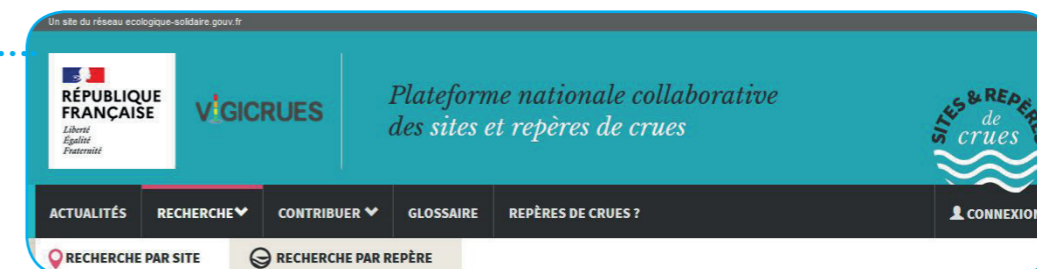 Un site du réseau ecologique-solidaire.gouv.fr
RÉPUBLIQUE
FRANÇAISE
Liberté
Égalité
Fraternité
VIGICRUES
Plateforme nationale collaborative
des sites et repères de crues
SITES & REPÈRES
de
crues
ACTUALITÉS RECHERCHE CONTRIBUER GLOSSAIRE REPÈRES DE CRUES ? CONNEXION
RECHERCHE PAR SITE RECHERCHE PAR REPÈRE